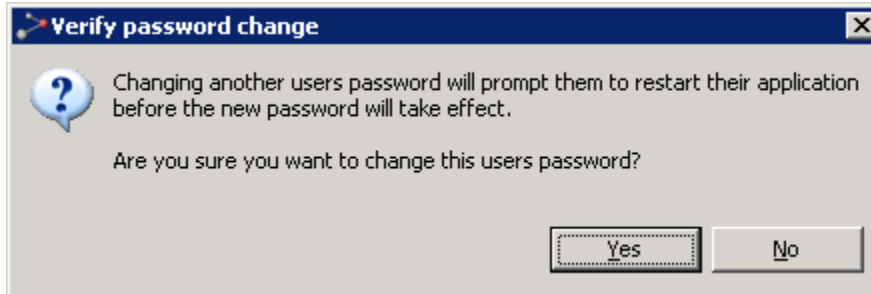 Verify password change
Changing another users password will prompt them to restart their application
before the new password will take effect.
Are you sure you want to change this users password?
Yes No